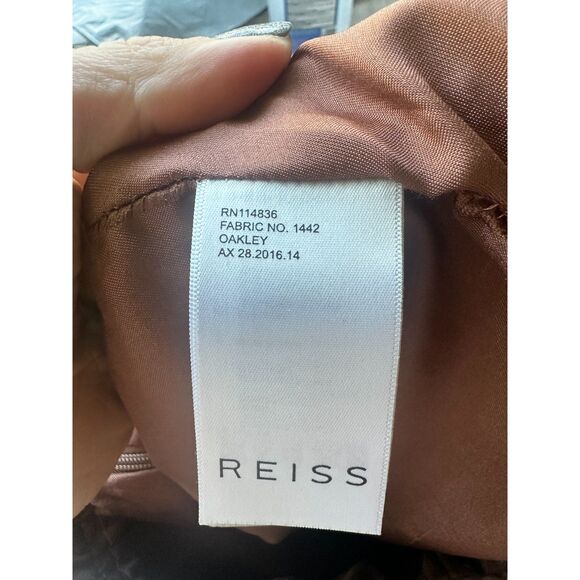 RN114836
FABRIC NO. 1442
OAKLEY
AX 28.2016.14
REISS